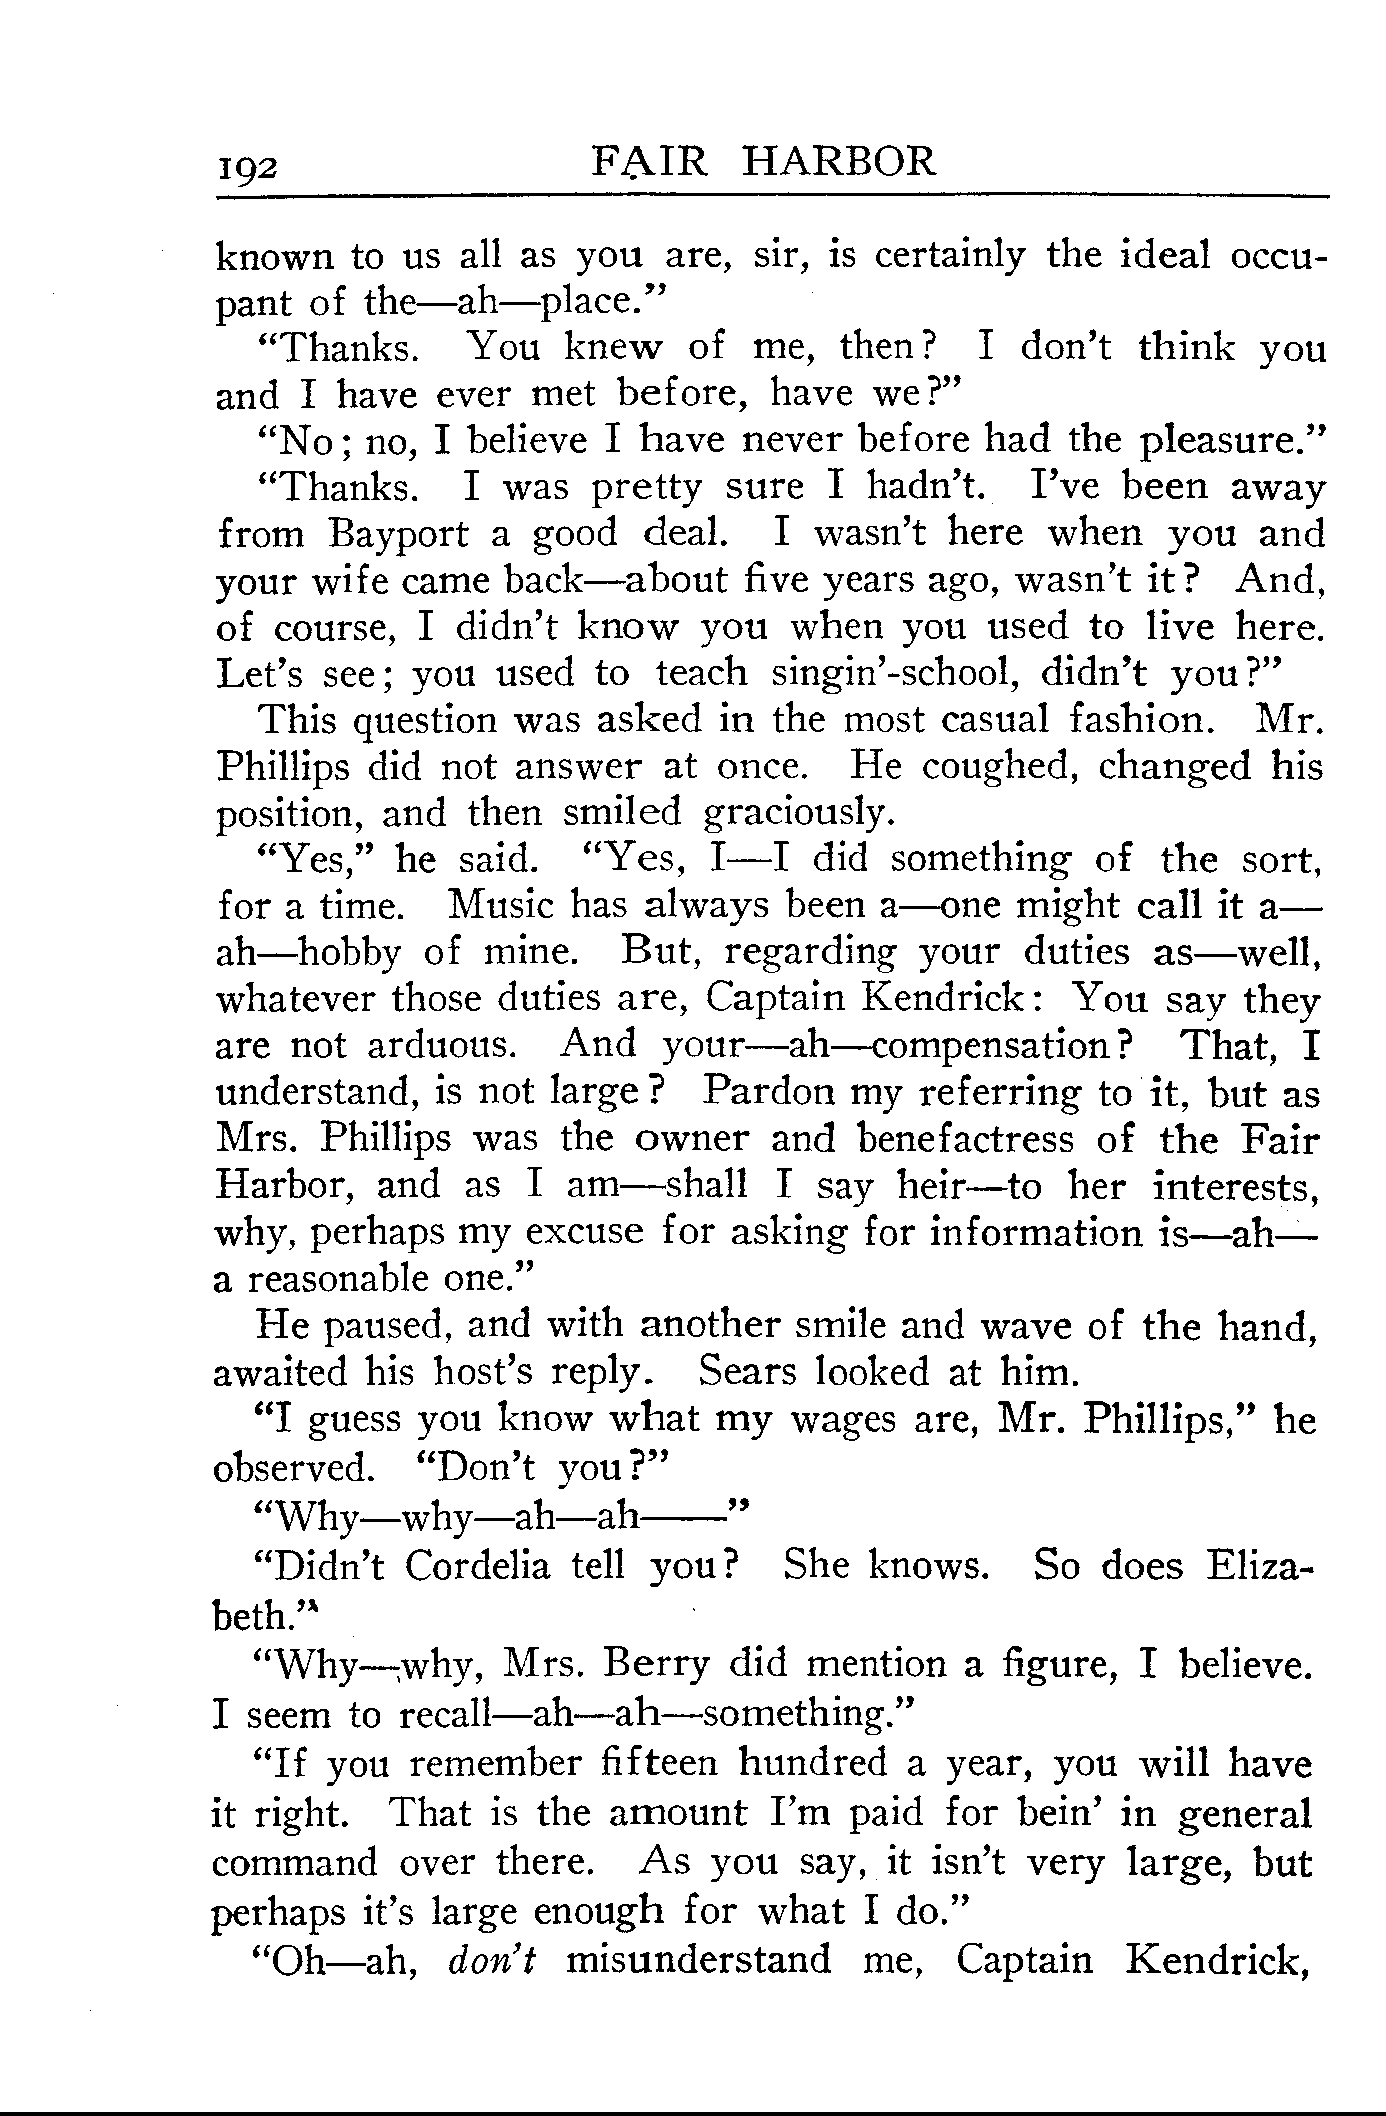 192 FAIR HARBOR
known to us all as you are, sir, is certainly the ideal occu-
pant of the—ah—place.”
“Thanks. You knew of me, then? I don’t think you
and I have ever met before, have we?”
“No; no, I believe I have never before had the pleasure.”
“Thanks. I was pretty sure I hadn’t. I’ve been away
from Bayport a good deal. I wasn’t here when you and
your wife came back—about five years ago, wasn’t it? And,
of course, I didn’t know you when you used to live here.
Let’s see; you used to teach singin’-school, didn’t you?”
This question was asked in the most casual fashion. Mr.
Phillips did not answer at once. He coughed, changed his
position, and then smiled graciously.
“Yes,” he said. “Yes, I—I did something of the sort,
for a time. Music has always been a—one might call it a—
ah—hobby of mine. But, regarding your duties as—well,
whatever those duties are, Captain Kendrick: You say they
are not arduous. And your—ah—compensation? That, I
understand, is not large? Pardon my referring to it, but as
Mrs. Phillips was the owner and benefactress of the Fair
Harbor, and as I am—shall I say heir—to her interests,
why, perhaps my excuse for asking for information is—ah—
a reasonable one.”
He paused, and with another smile and wave of the hand,
awaited his host’s reply. Sears looked at him.
“I guess you know what my wages are, Mr. Phillips,” he
observed. “Don’t you?”
“Why—why—ah—ah——”
“Didn’t Cordelia tell you? She knows. So does Eliza-
beth.”
“Why—why, Mrs. Berry did mention a figure, I believe.
I seem to recall—ah—ah—something.”
“If you remember fifteen hundred a year, you will have
it right. That is the amount I’m paid for bein’ in general
command over there. As you say, it isn’t very large, but
perhaps it’s large enough for what I do.”
“Oh—ah, don’t misunderstand me, Captain Kendrick,